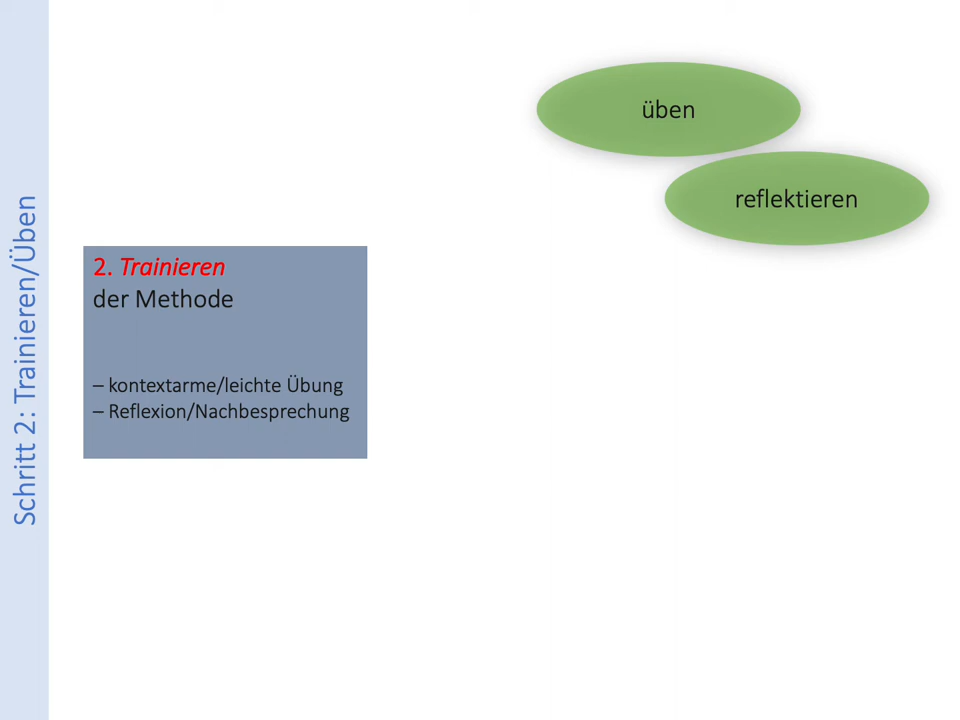 Schritt 2: Trainieren/Üben
üben
reflektieren
2. Trainieren
der Methode
– kontextarme/leichte Übung
– Reflexion/Nachbesprechung